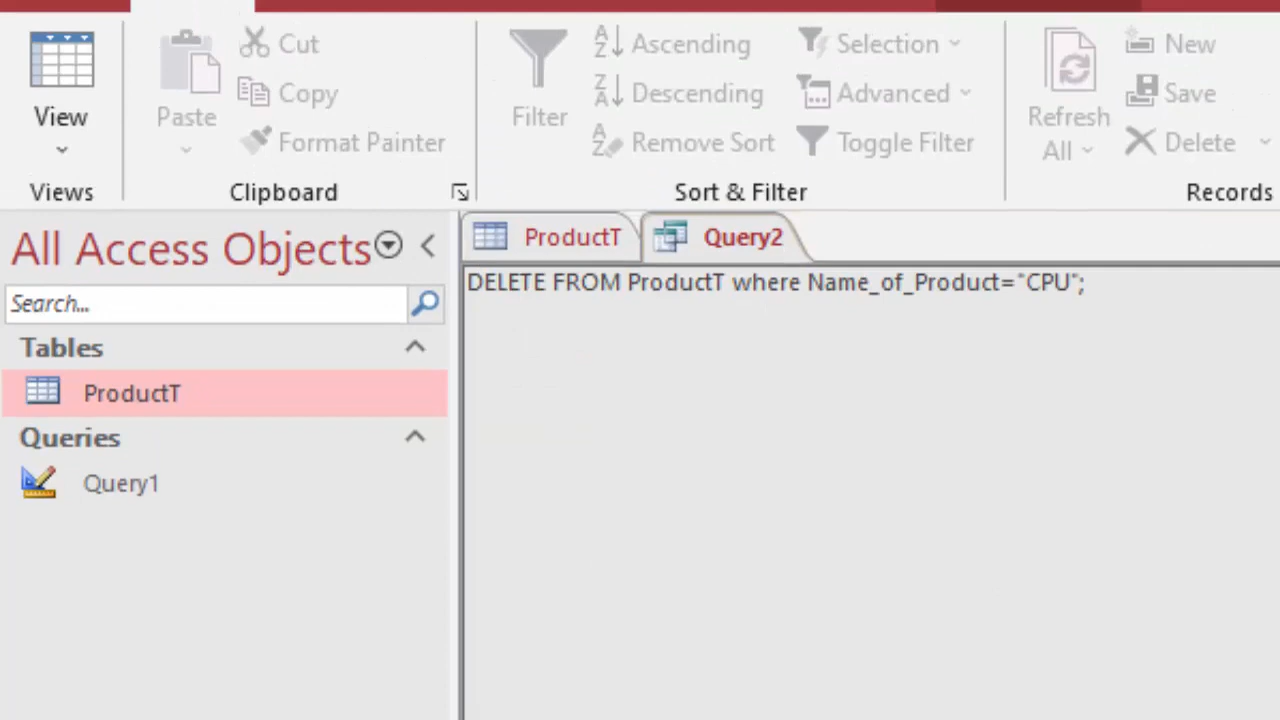 View
Views
Paste
Cut
Copy
Format Painter
Clipboard
Filter
Ascending
Descending
Remove Sort
Selection
Advanced
Toggle Filter
Sort & Filter
Refresh
All
New
Save
Delete
Records
All Access Objects
Search...
Tables
ProductT
Queries
Query1
ProductT
Query2
DELETE FROM ProductT where Name_of_Product="CPU";